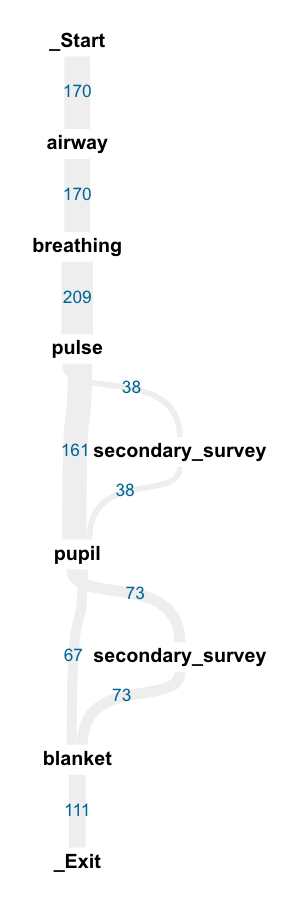 _Start
170
airway
170
breathing
209
pulse
38
161 secondary_survey
38
pupil
73
67 secondary_survey
73
blanket
111
_Exit